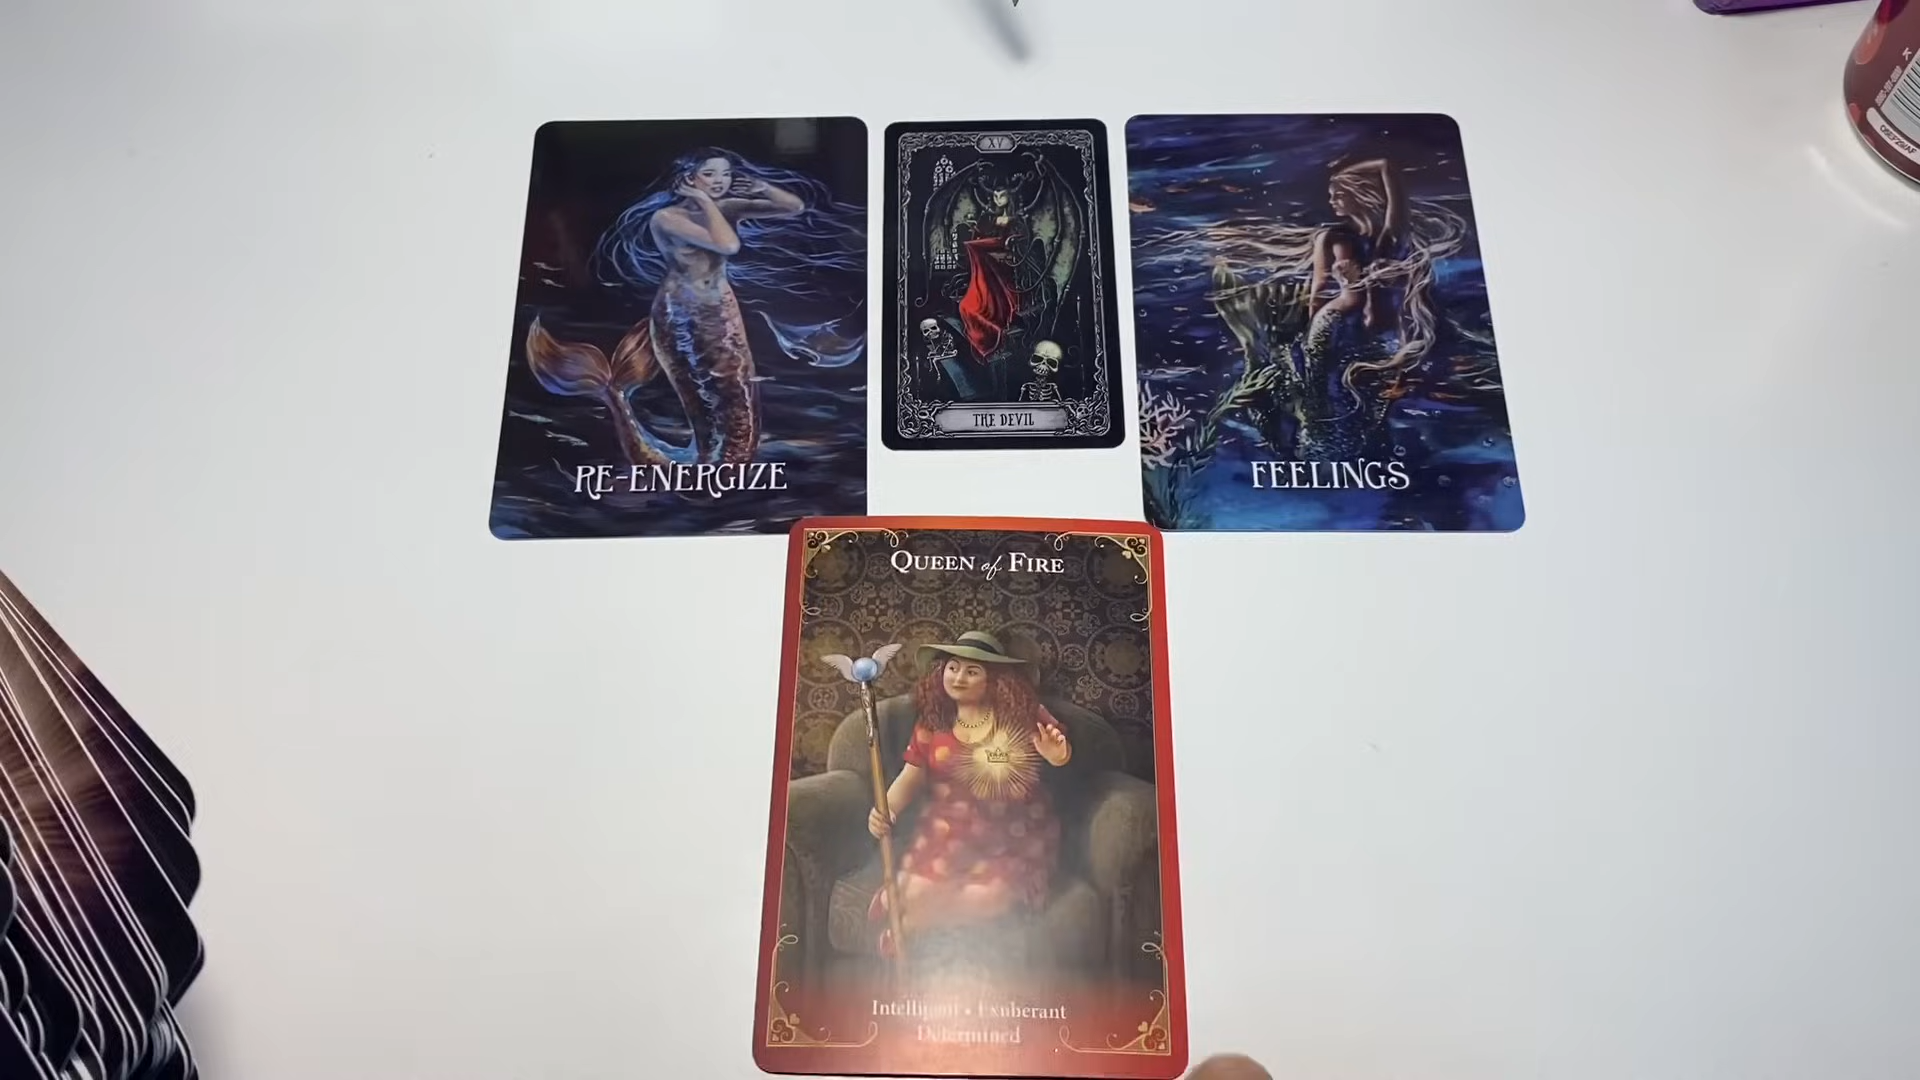 XV
THE DEVIL
RE-ENERGIZE
FEELINGS
QUEEN of FIRE
Intelligent • Exuberant
Determined